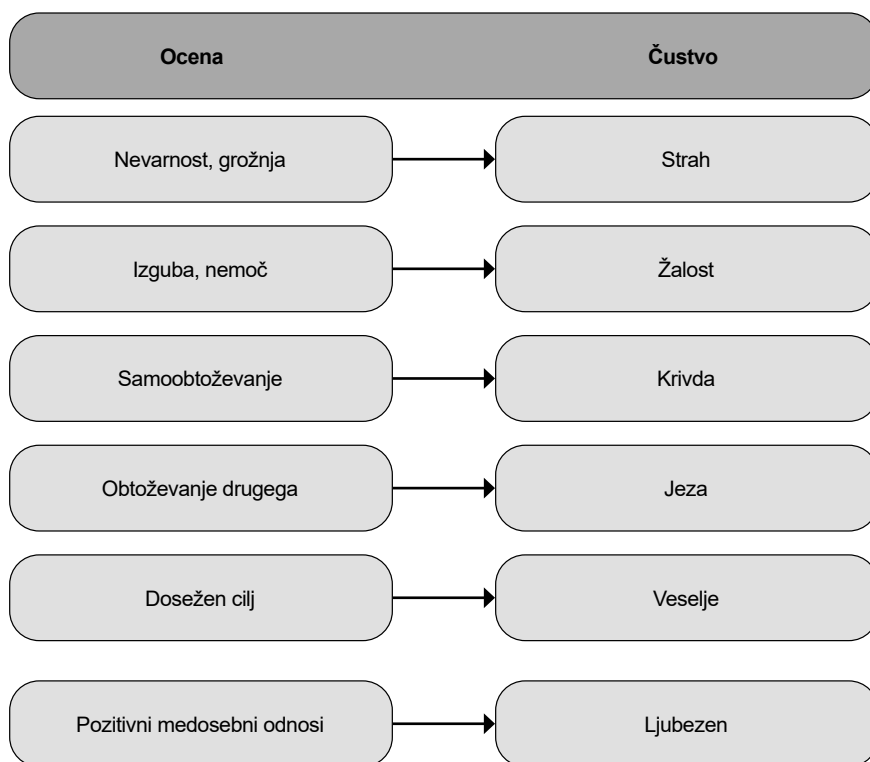 Ocena Čustvo
Nevarnost, grožnja Strah
Izguba, nemoč Žalost
Samoobtoževanje Krivda
Obtoževanje drugega Jeza
Dosežen cilj Veselje
Pozitivni medosebni odnosi Ljubezen